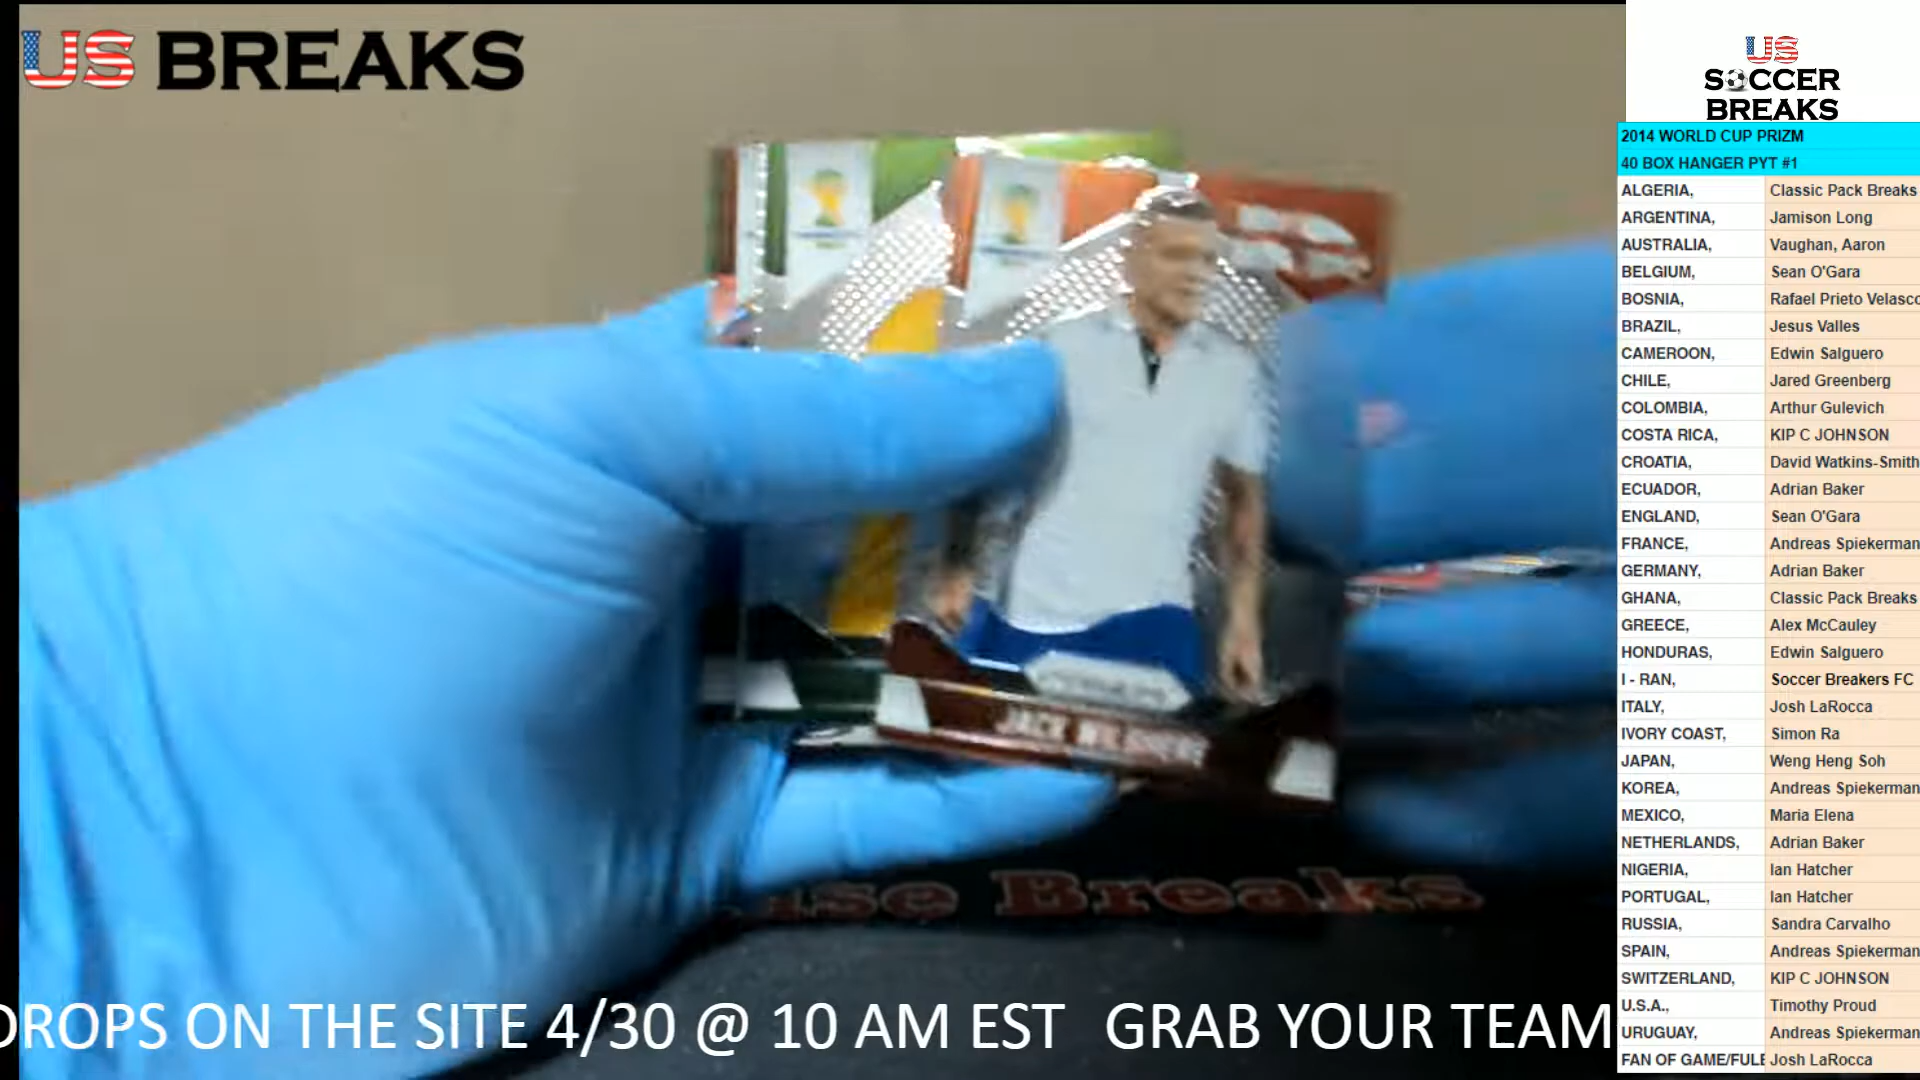 US BREAKS
US
SOCCER
BREAKS
2014 WORLD CUP PRIZM
40 BOX HANGER PYT #1
ALGERIA, Classic Pack Breaks
ARGENTINA, Jamison Long
AUSTRALIA, Vaughan, Aaron
BELGIUM, Sean O'Gara
BOSNIA, Rafael Prieto Velasco
BRAZIL, Jesus Valles
CAMEROON, Edwin Salguero
CHILE, Jared Greenberg
COLOMBIA, Arthur Gulevich
COSTA RICA, KIP C JOHNSON
CROATIA, David Watkins-Smith
ECUADOR, Adrian Baker
ENGLAND, Sean O'Gara
FRANCE, Andreas Spiekerman
GERMANY, Adrian Baker
GHANA, Classic Pack Breaks
GREECE, Alex McCauley
HONDURAS, Edwin Salguero
I - RAN, Soccer Breakers FC
ITALY, Josh LaRocca
IVORY COAST, Simon Ra
JAPAN, Weng Heng Soh
KOREA, Andreas Spiekerman
MEXICO, Maria Elena
NETHERLANDS, Adrian Baker
NIGERIA, Ian Hatcher
PORTUGAL, Ian Hatcher
RUSSIA, Sandra Carvalho
SPAIN, Andreas Spiekerman
SWITZERLAND, KIP C JOHNSON
U.S.A., Timothy Proud
URUGUAY, Andreas Spiekerman
FAN OF GAME/FULE Josh LaRocca
JACK WILSHERE
Breaks
DROPS ON THE SITE 4/30 @ 10 AM EST GRAB YOUR TEAM